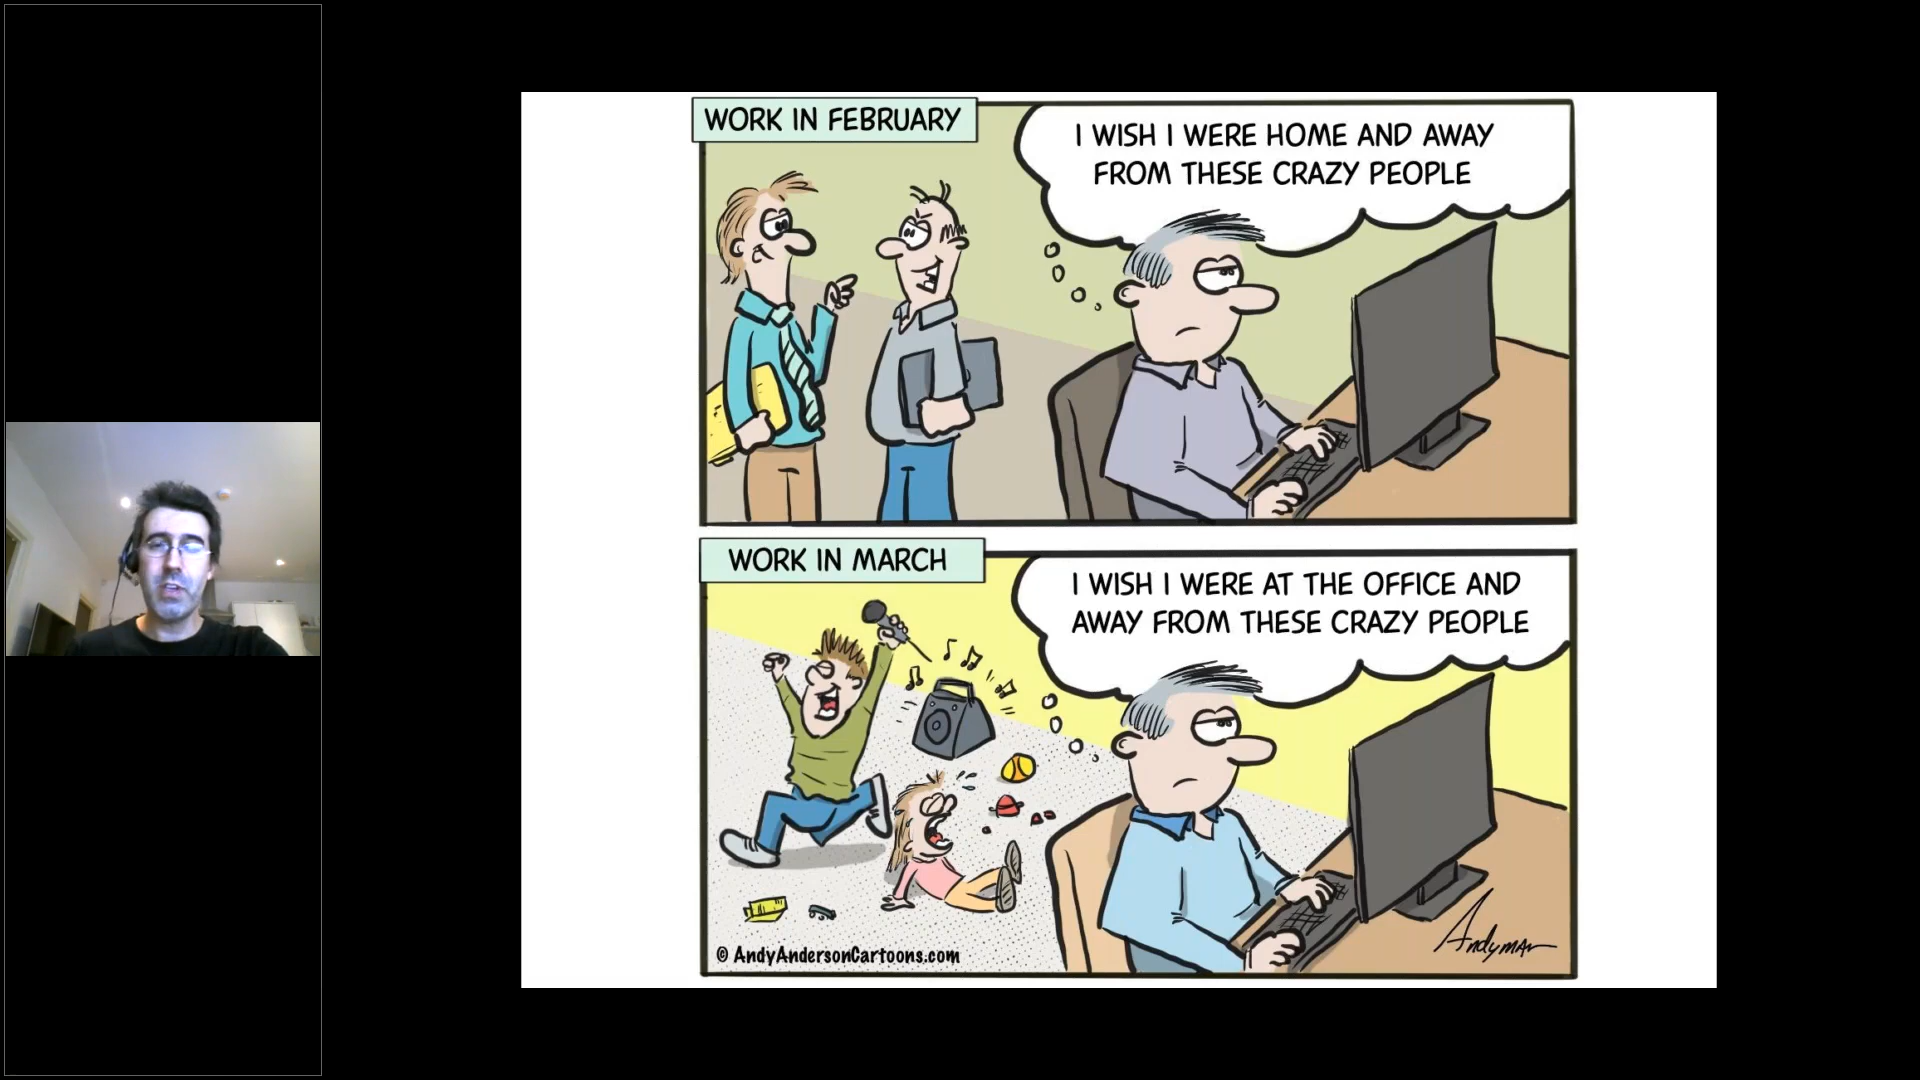 WORK IN FEBRUARY
I WISH I WERE HOME AND AWAY
FROM THESE CRAZY PEOPLE
WORK IN MARCH
I WISH I WERE AT THE OFFICE AND
AWAY FROM THESE CRAZY PEOPLE
© AndyAndersonCartoons.com
Andyman